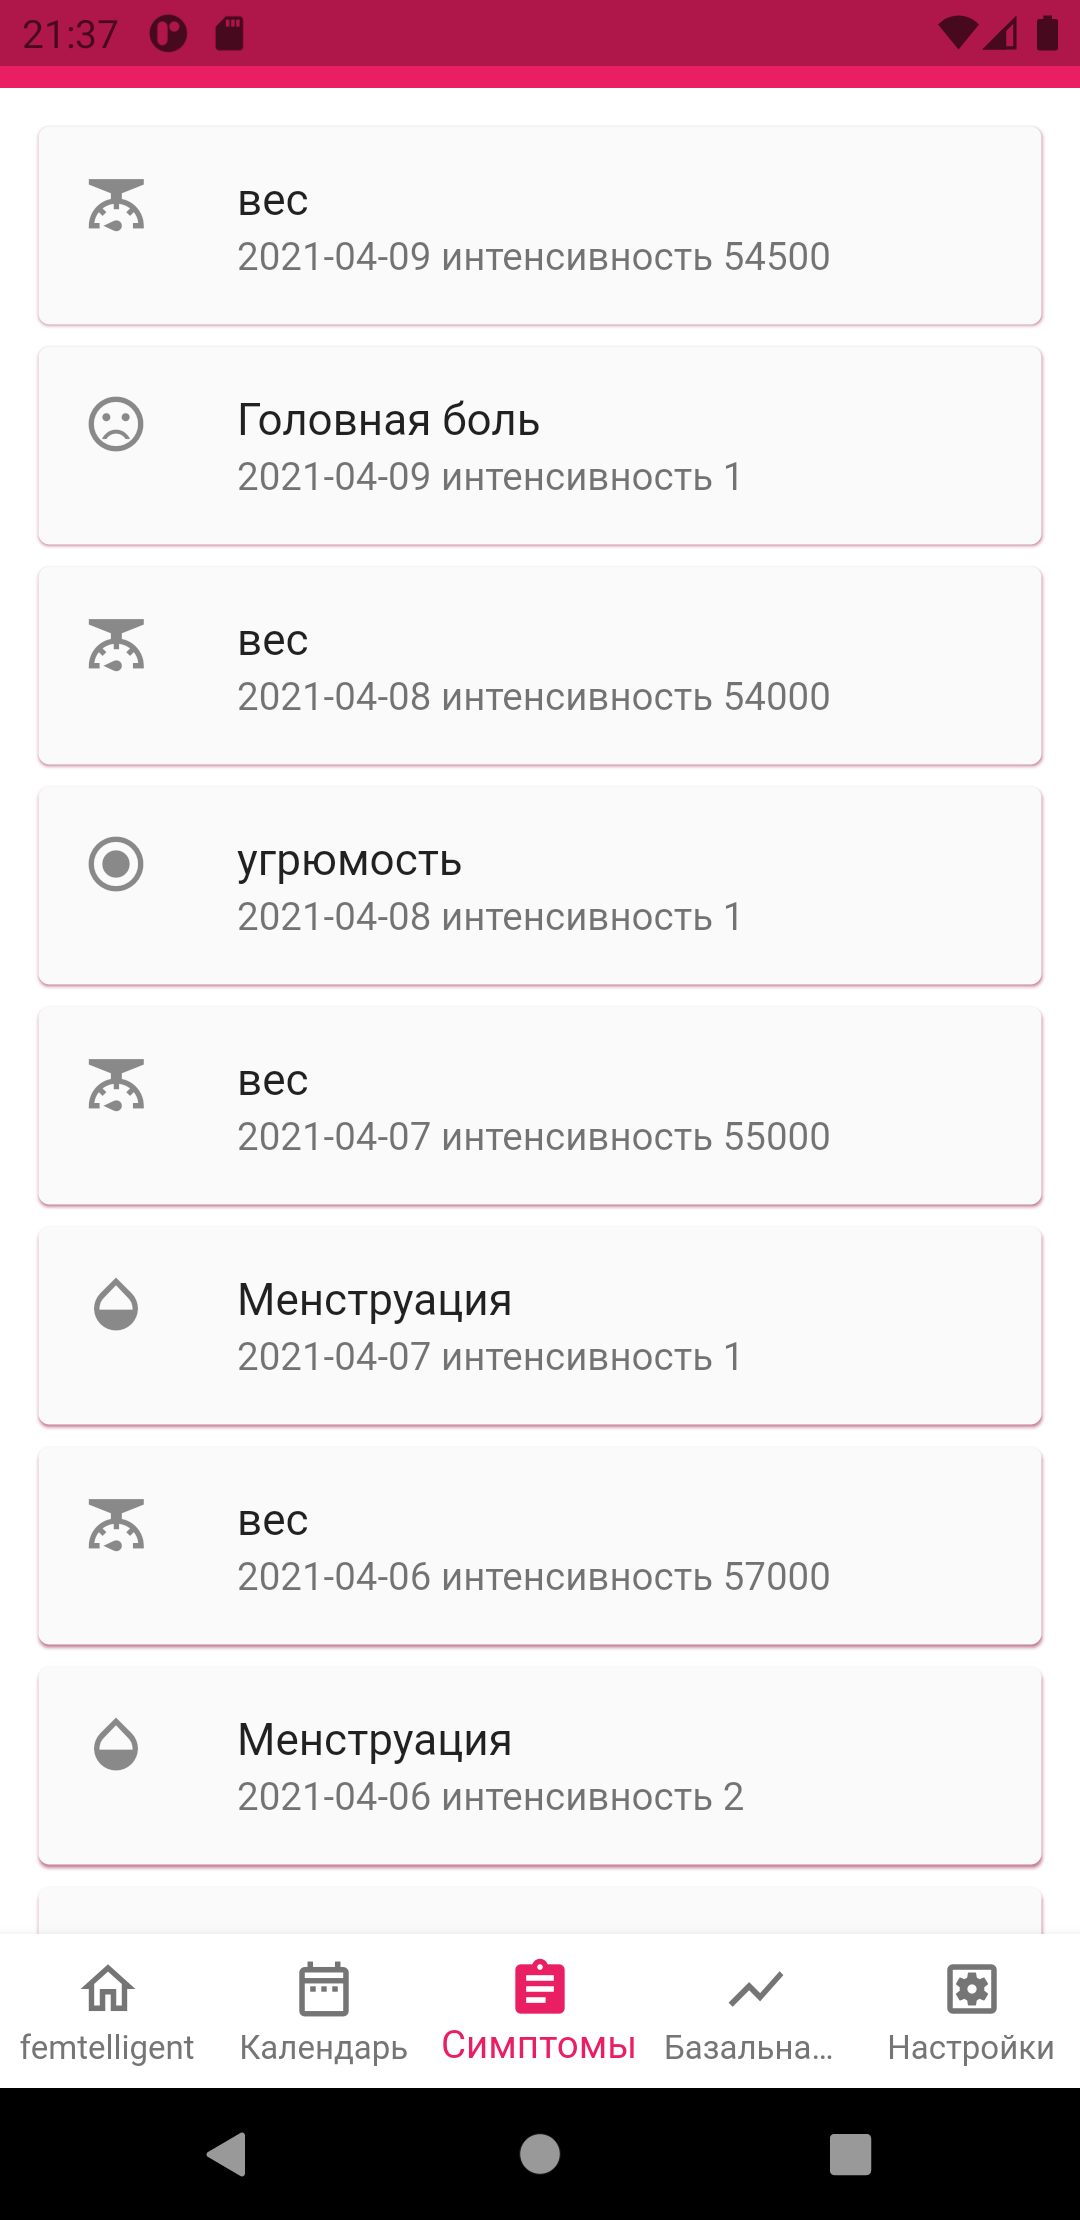 21:37
вес
2021-04-09 интенсивность 54500
Головная боль
2021-04-09 интенсивность 1
вес
2021-04-08 интенсивность 54000
угрюмость
2021-04-08 интенсивность 1
вес
2021-04-07 интенсивность 55000
Менструация
2021-04-07 интенсивность 1
вес
2021-04-06 интенсивность 57000
Менструация
2021-04-06 интенсивность 2
femtelligent Календарь Симптомы Базальна... Настройки